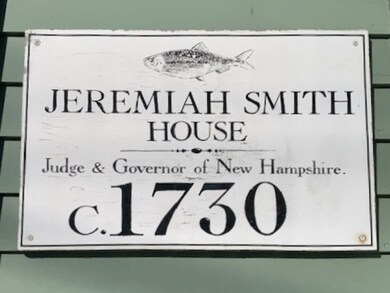 JEREMIAH SMITH
HOUSE
Judge & Governor of New Hampshire.
C.1730